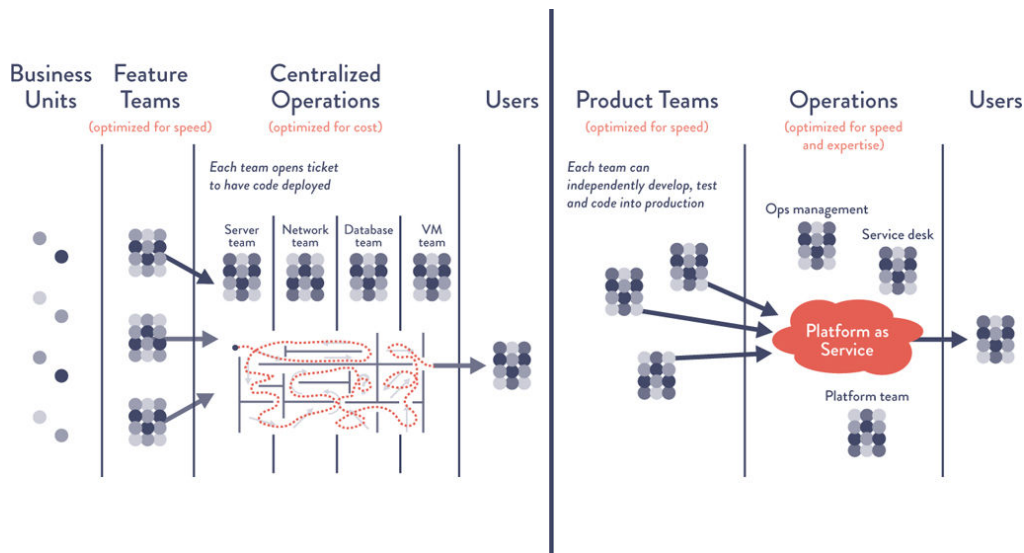 Business
Units
Feature
Teams
(optimized for speed)
Centralized
Operations
(optimized for cost)
Users
Each team opens ticket
to have code deployed
Server
team
Network
team
Database
team
VM
team
Product Teams
(optimized for speed)
Operations
(optimized for speed
and expertise)
Users
Each team can
independently develop, test
and code into production
Ops management
Service desk
Platform as
Service
Platform team